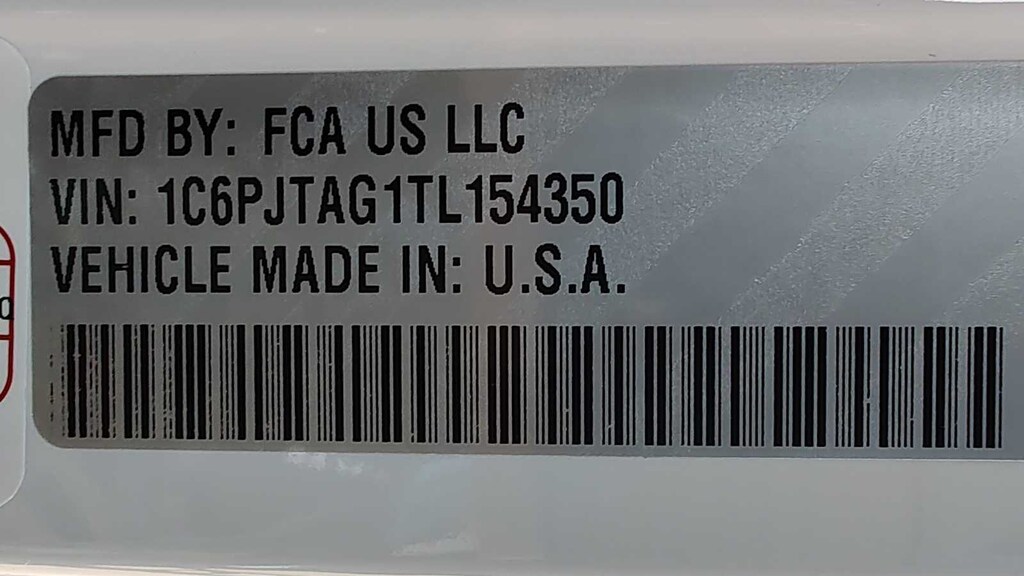 MFD BY: FCA US LLC
VIN: 1C6PJTAG1TL154350
VEHICLE MADE IN: U.S.A.